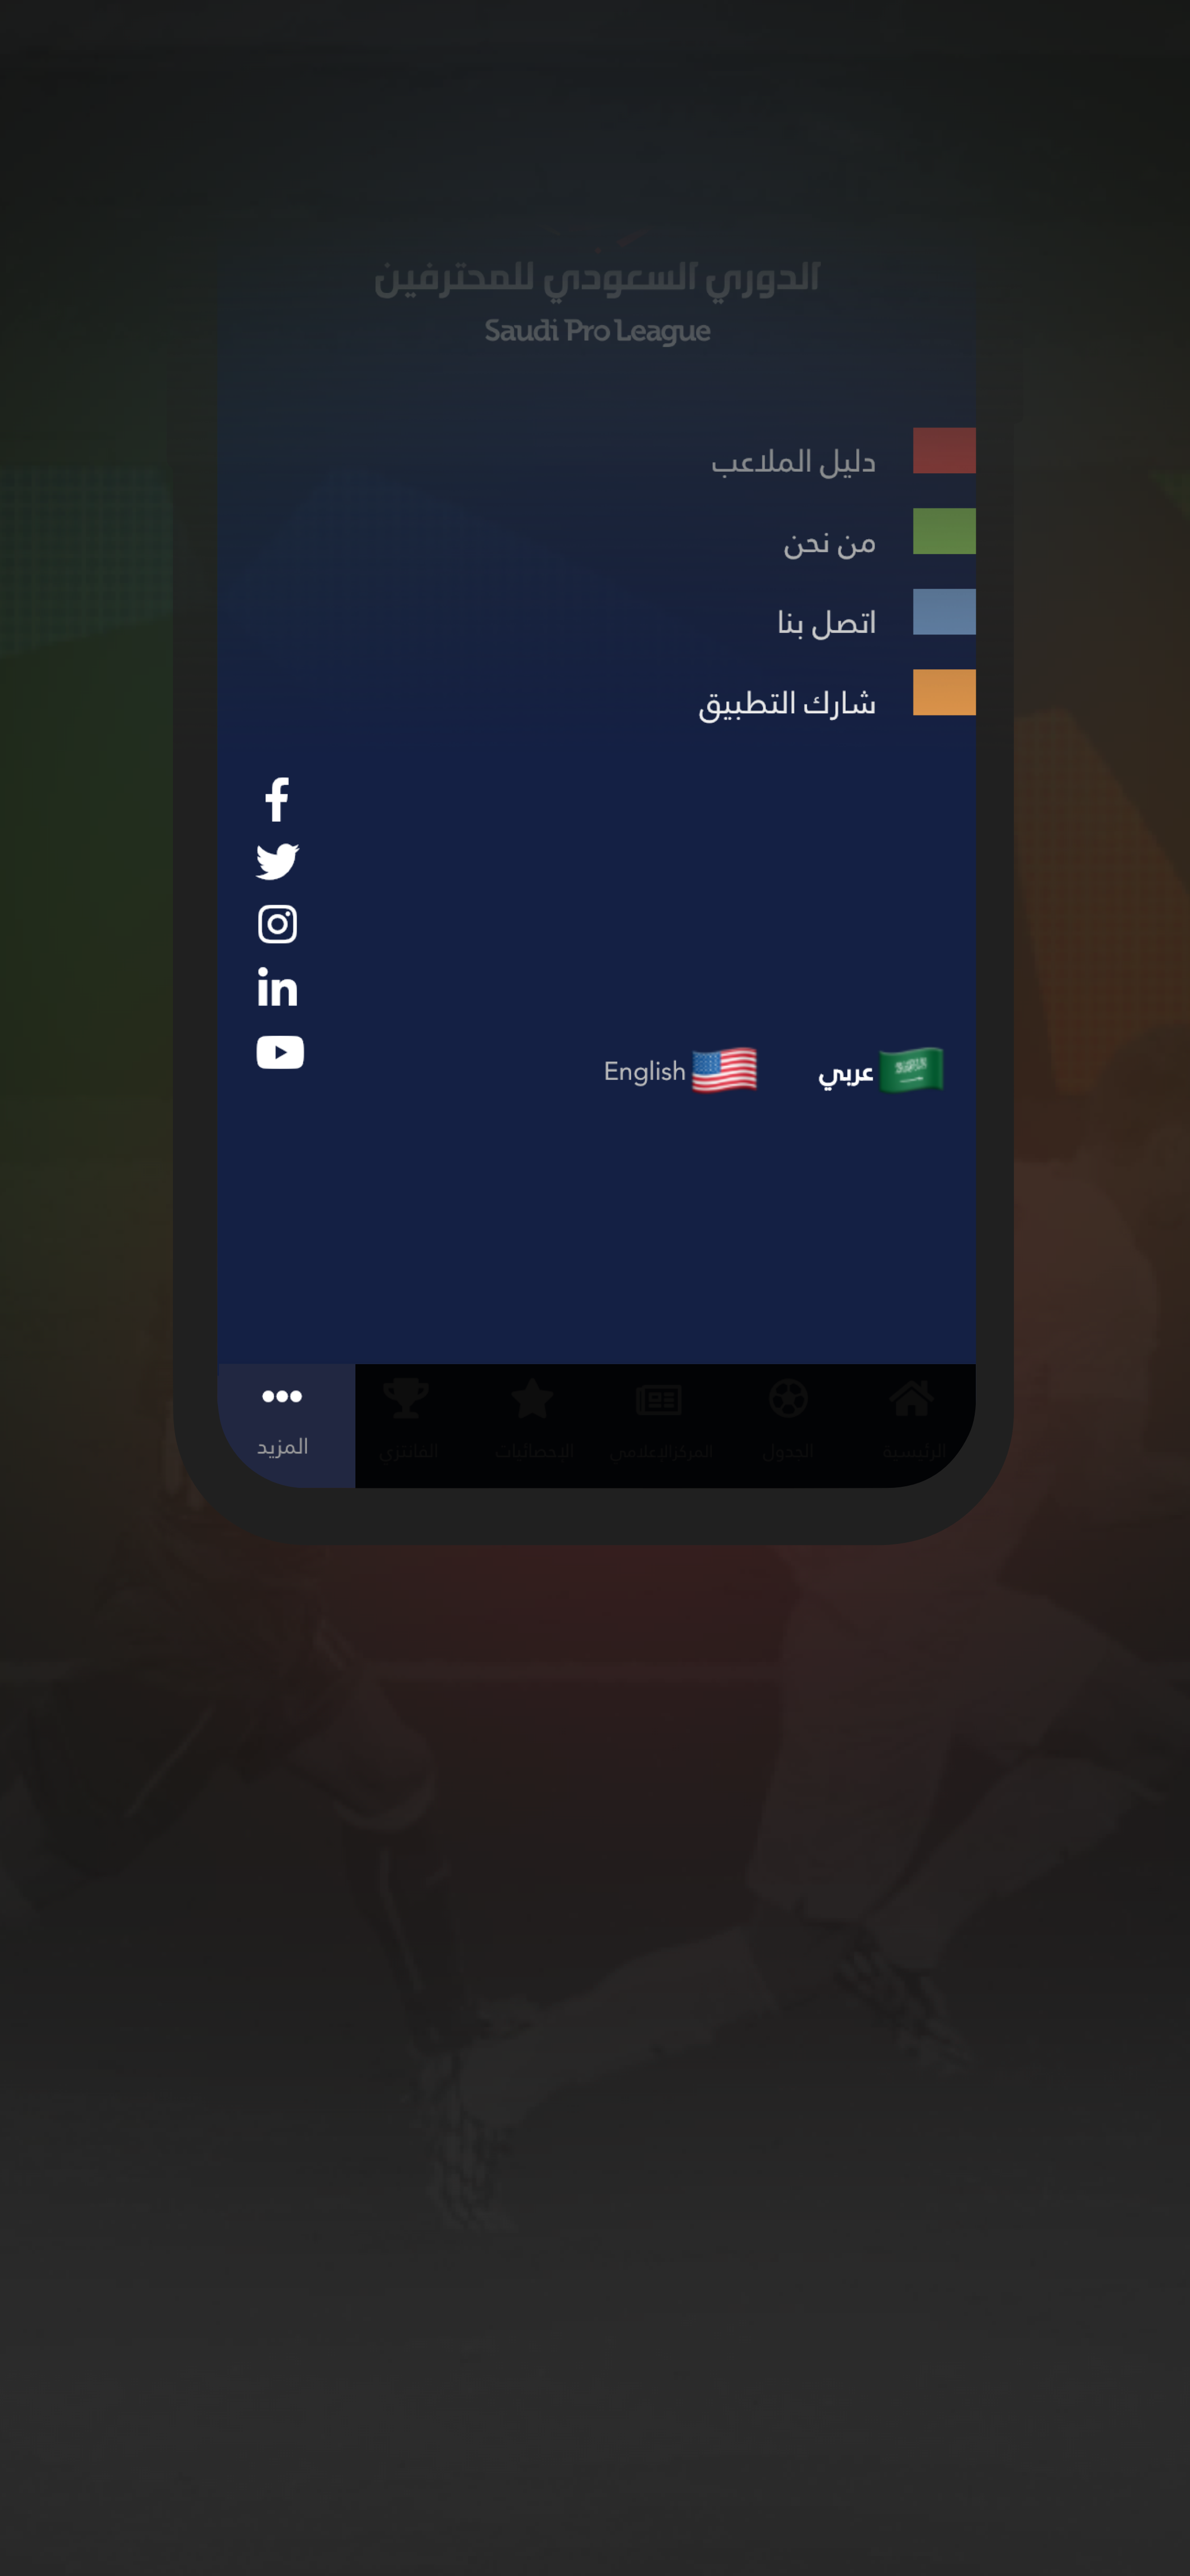 الدوري السعودي للمحترفين
Saudi Pro League
دليل الملاعب
من نحن
اتصل بنا
شارك التطبيق
عربي English
الرئيسية الجدول المركز الإعلامي الإحصائيات الفانتزي المزيد